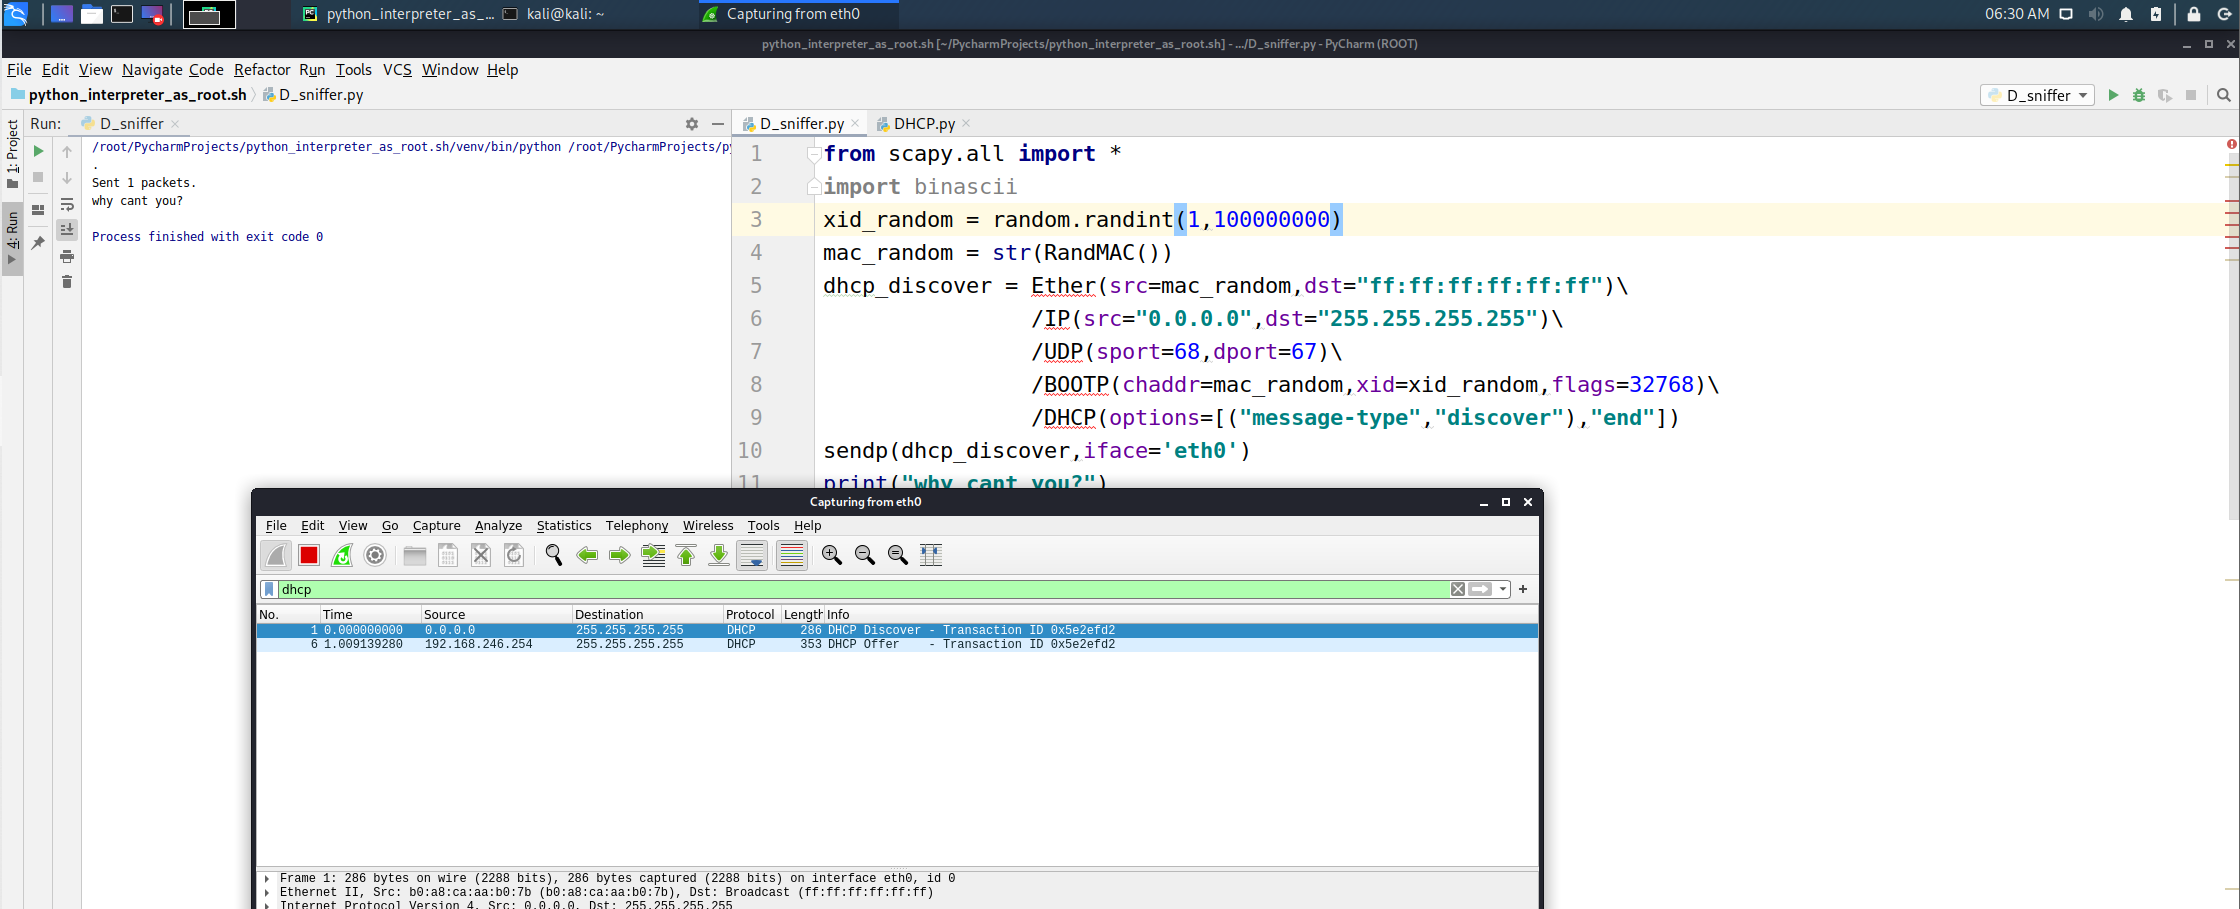 python_interpreter_as_... kali@kali: ~ Capturing from eth0 06:30 AM
python_interpreter_as_root.sh [~/PycharmProjects/python_interpreter_as_root.sh] - .../D_sniffer.py - PyCharm (ROOT)
File Edit View Navigate Code Refactor Run Tools VCS Window Help
python_interpreter_as_root.sh D_sniffer.py D_sniffer
1: Project
4: Run
Run: D_sniffer
/root/PycharmProjects/python_interpreter_as_root.sh/venv/bin/python /root/PycharmProjects/py
.
Sent 1 packets.
why cant you?
Process finished with exit code 0
D_sniffer.py DHCP.py
1 from scapy.all import *
2 import binascii
3 xid_random = random.randint(1,100000000)
4 mac_random = str(RandMAC())
5 dhcp_discover = Ether(src=mac_random,dst="ff:ff:ff:ff:ff:ff")\
6 /IP(src="0.0.0.0",dst="255.255.255.255")\
7 /UDP(sport=68,dport=67)\
8 /BOOTP(chaddr=mac_random,xid=xid_random,flags=32768)\
9 /DHCP(options=[("message-type","discover"),"end"])
10 sendp(dhcp_discover,iface='eth0')
11 print("why cant you?")
Capturing from eth0
File Edit View Go Capture Analyze Statistics Telephony Wireless Tools Help
dhcp
No. Time Source Destination Protocol Length Info
1 0.000000000 0.0.0.0 255.255.255.255 DHCP 286 DHCP Discover - Transaction ID 0x5e2efd2
6 1.009139280 192.168.246.254 255.255.255.255 DHCP 353 DHCP Offer - Transaction ID 0x5e2efd2
Frame 1: 286 bytes on wire (2288 bits), 286 bytes captured (2288 bits) on interface eth0, id 0
Ethernet II, Src: b0:a8:ca:aa:b0:7b (b0:a8:ca:aa:b0:7b), Dst: Broadcast (ff:ff:ff:ff:ff:ff)
Internet Protocol Version 4, Src: 0.0.0.0, Dst: 255.255.255.255